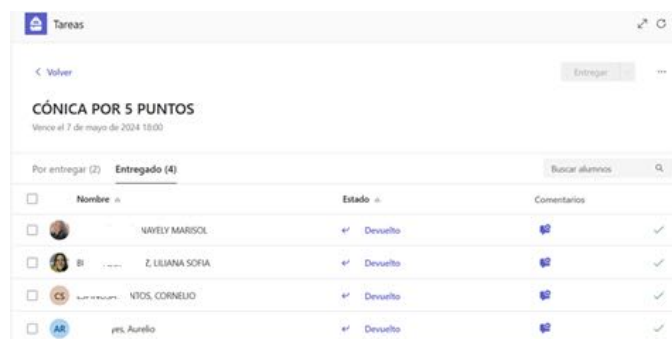 Tareas
Volver
Entregar
CÓNICA POR 5 PUNTOS
Vence el 7 de mayo de 2024 18:00
Por entregar (2) Entregado (4) Buscar alumnos
Nombre Estado Comentarios
NAYELY MARISOL Devuelto
LILIANA SOFIA Devuelto
CS CORNELIO Devuelto
AR Aurelio Devuelto